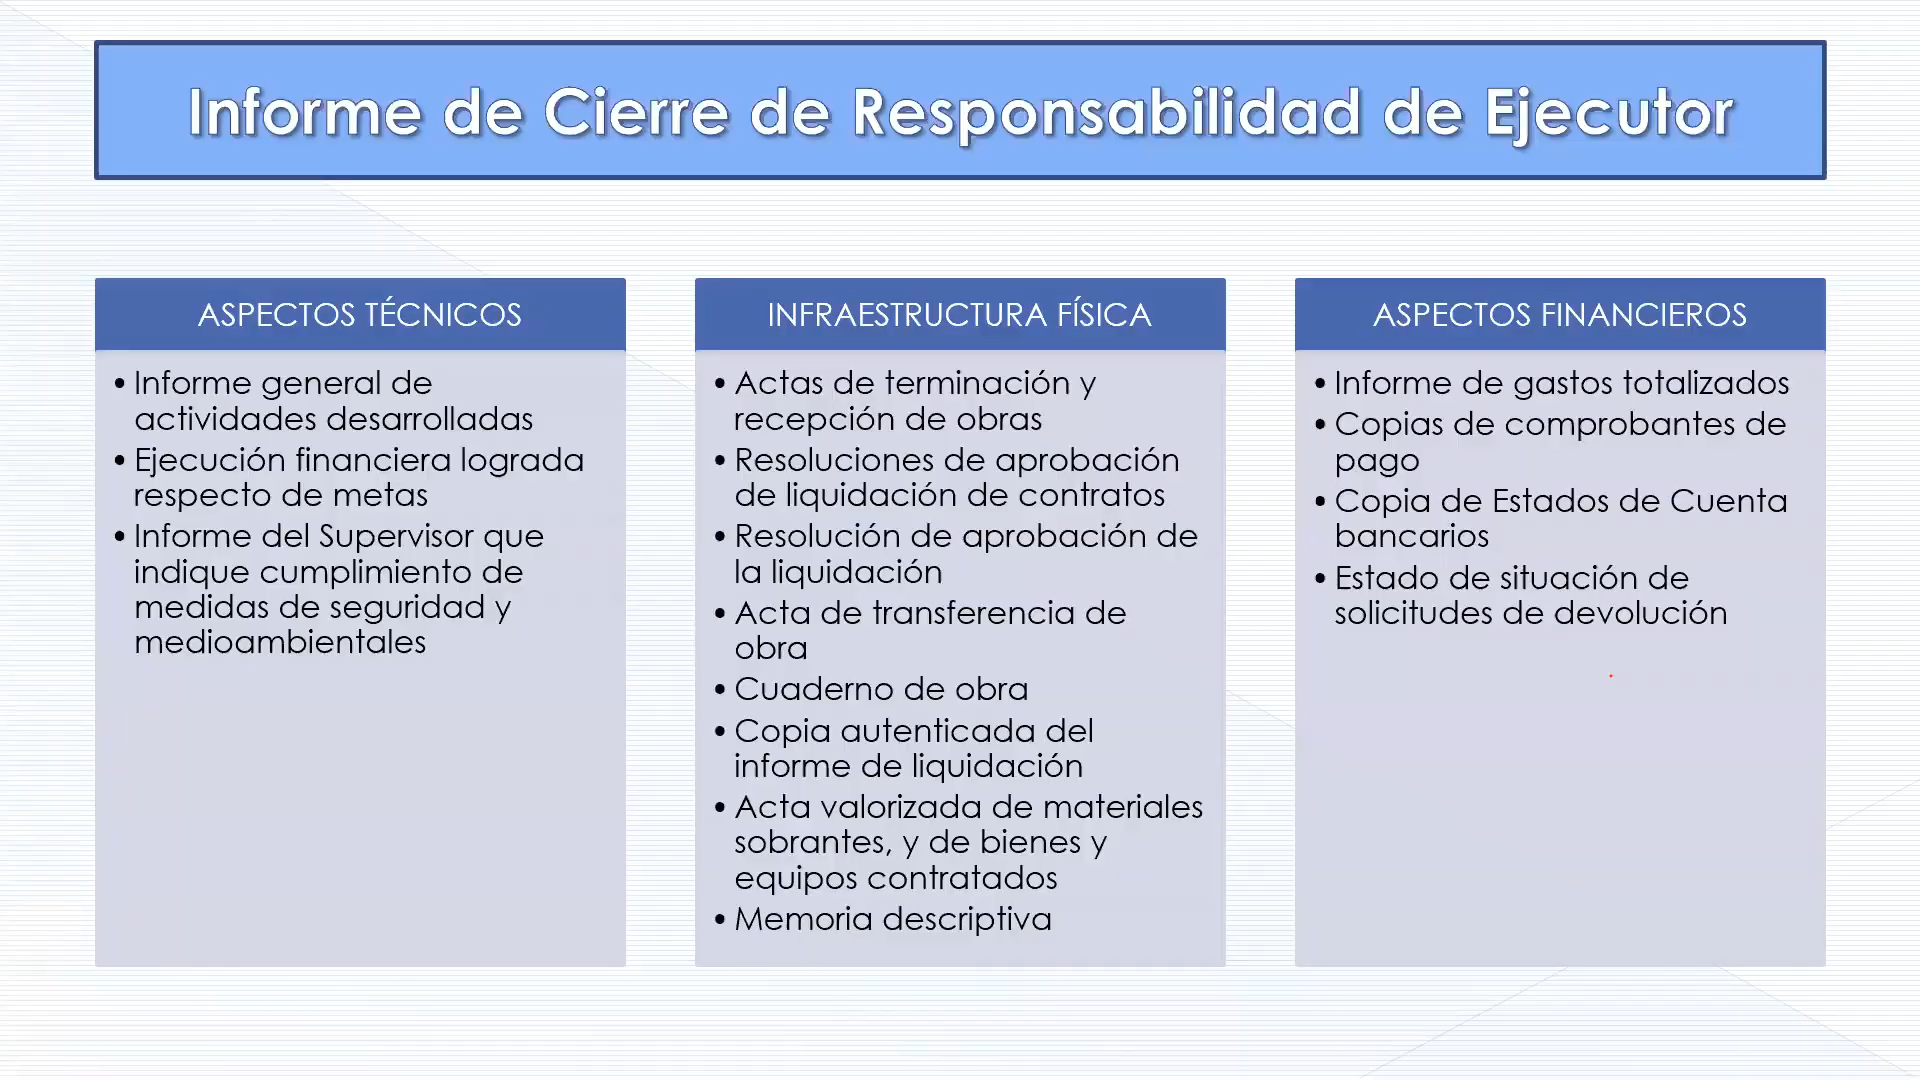 Informe de Cierre de Responsabilidad de Ejecutor
ASPECTOS TÉCNICOS
• Informe general de
actividades desarrolladas
• Ejecución financiera lograda
respecto de metas
• Informe del Supervisor que
indique cumplimiento de
medidas de seguridad y
medioambientales
INFRAESTRUCTURA FÍSICA
• Actas de terminación y
recepción de obras
• Resoluciones de aprobación
de liquidación de contratos
• Resolución de aprobación de
la liquidación
• Acta de transferencia de
obra
• Cuaderno de obra
• Copia autenticada del
informe de liquidación
• Acta valorizada de materiales
sobrantes, y de bienes y
equipos contratados
• Memoria descriptiva
ASPECTOS FINANCIEROS
• Informe de gastos totalizados
• Copias de comprobantes de
pago
• Copia de Estados de Cuenta
bancarios
• Estado de situación de
solicitudes de devolución